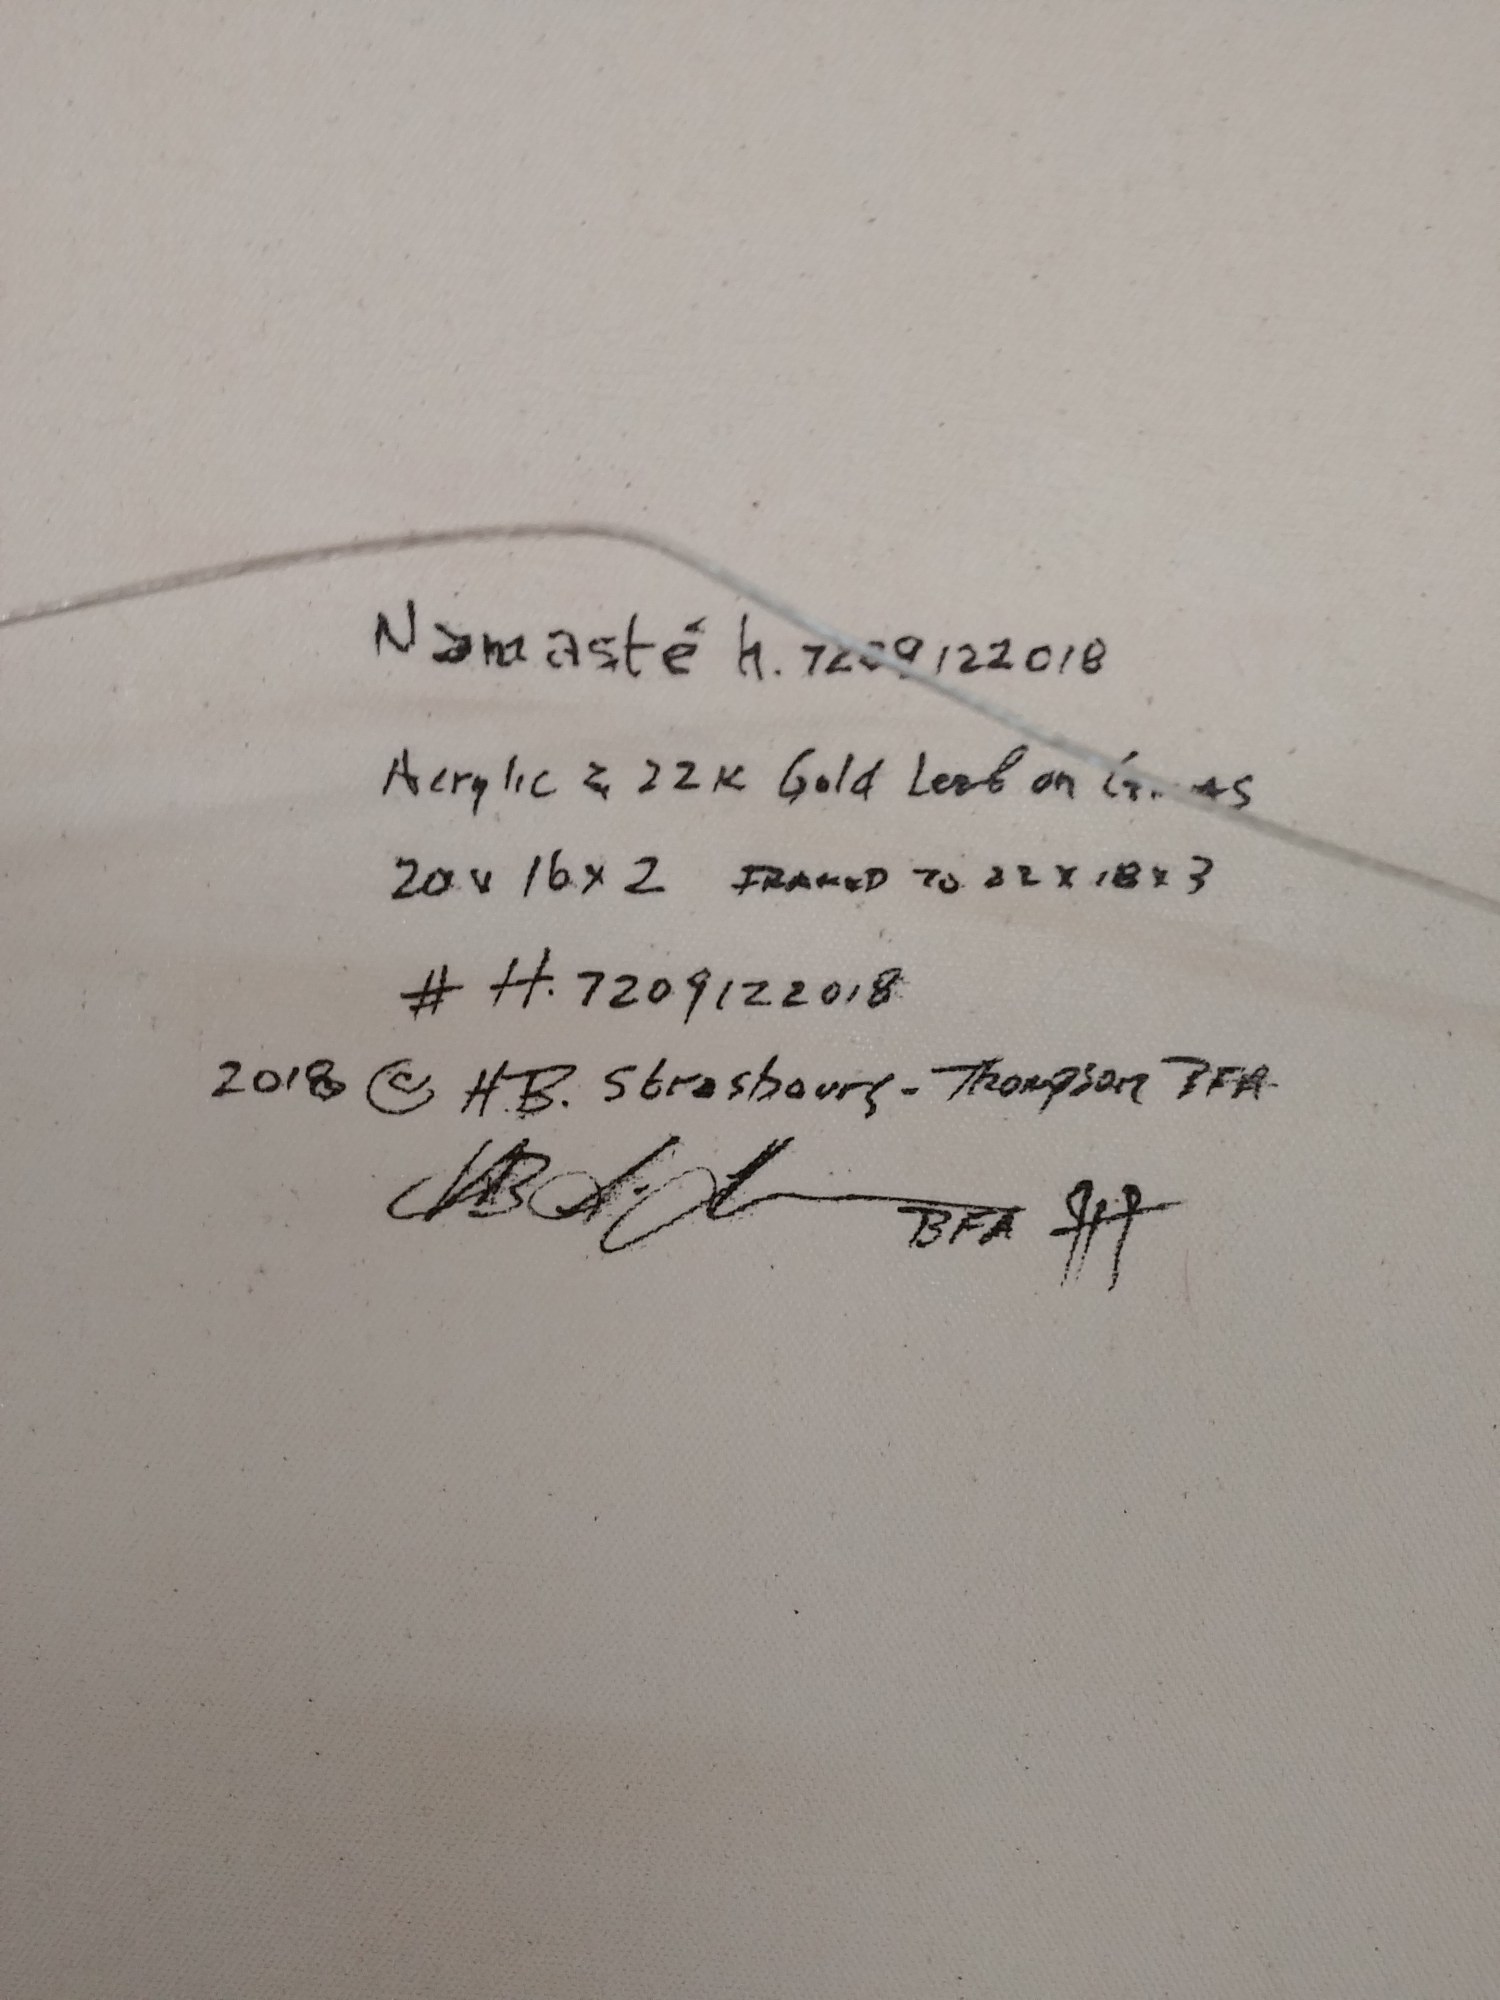 Namasté h. 7209122018
Acrylic & 22K Gold Leaf on
20 x 16 x 2 FRAMED TO 22 x 18 x 3
# H. 7209122018
2018 © H.B. Strasbourg-Thompson BFA
BFA